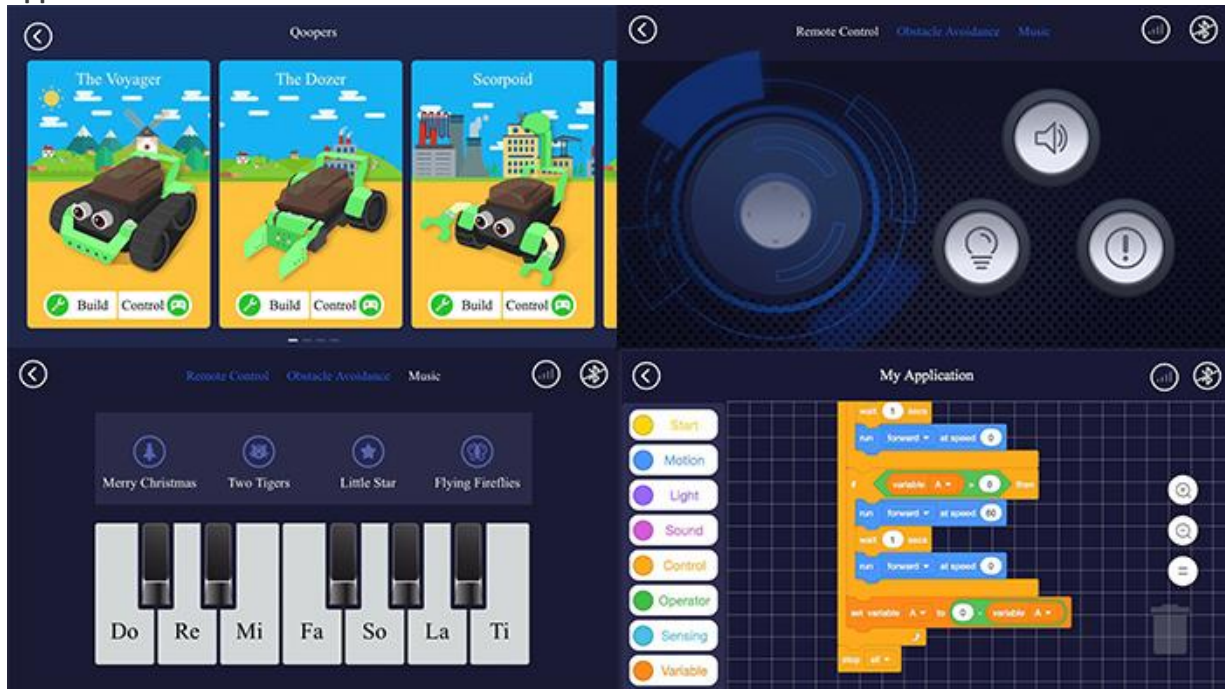 Qoopers
The Voyager
The Dozer
Scorpoid
Build Control
Build Control
Build Control
Remote Control Obstacle Avoidance Music
Remote Control Obstacle Avoidance Music
Merry Christmas Two Tigers Little Star Flying Fireflies
Do Re Mi Fa So La Ti
My Application
Start
Motion
Light
Sound
Control
Operator
Sensing
Variable
wait 1 secs
run forward at speed 0
if variable A = 0 then
run forward at speed 60
wait 1 secs
run forward at speed 0
set variable A to 0 - variable A
stop all